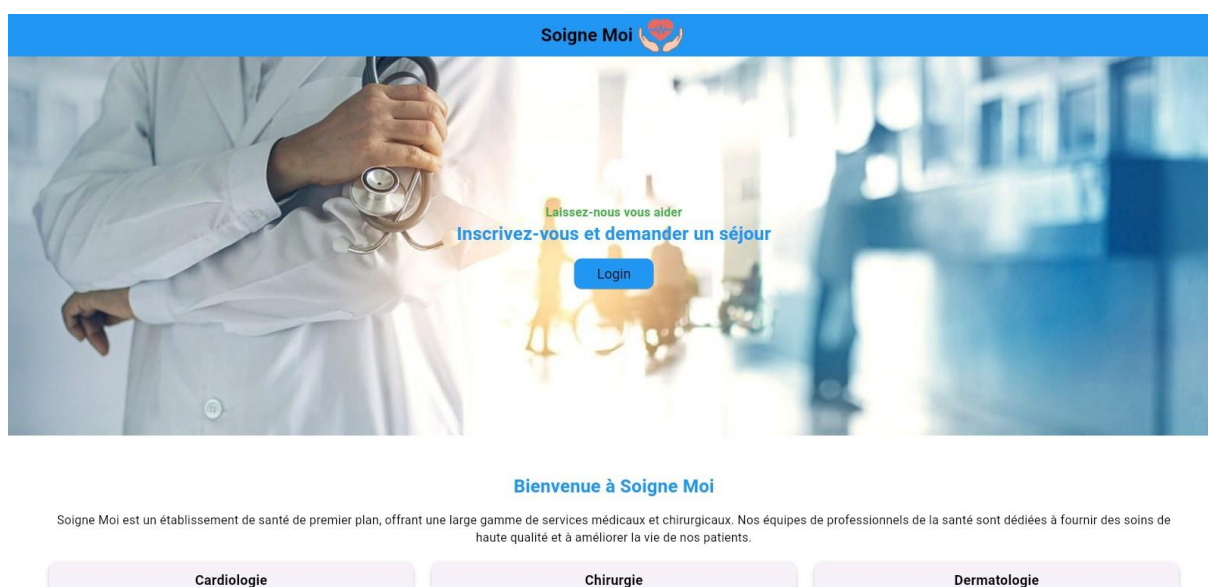 Soigne Moi
Laissez-nous vous aider
Inscrivez-vous et demander un séjour
Login
Bienvenue à Soigne Moi
Soigne Moi est un établissement de santé de premier plan, offrant une large gamme de services médicaux et chirurgicaux. Nos équipes de professionnels de la santé sont dédiées à fournir des soins de
haute qualité et à améliorer la vie de nos patients.
Cardiologie
Chirurgie
Dermatologie